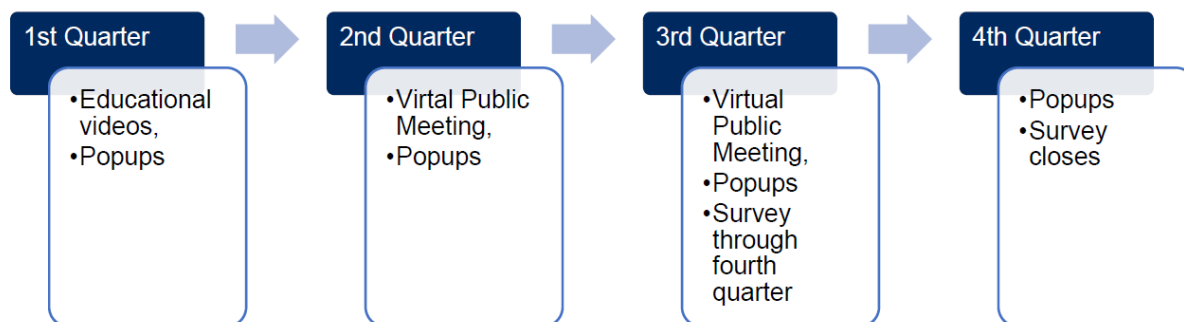 1st Quarter
•Educational
videos,
•Popups
2nd Quarter
•Virtal Public
Meeting,
•Popups
3rd Quarter
•Virtual
Public
Meeting,
•Popups
•Survey
through
fourth
quarter
4th Quarter
•Popups
•Survey
closes